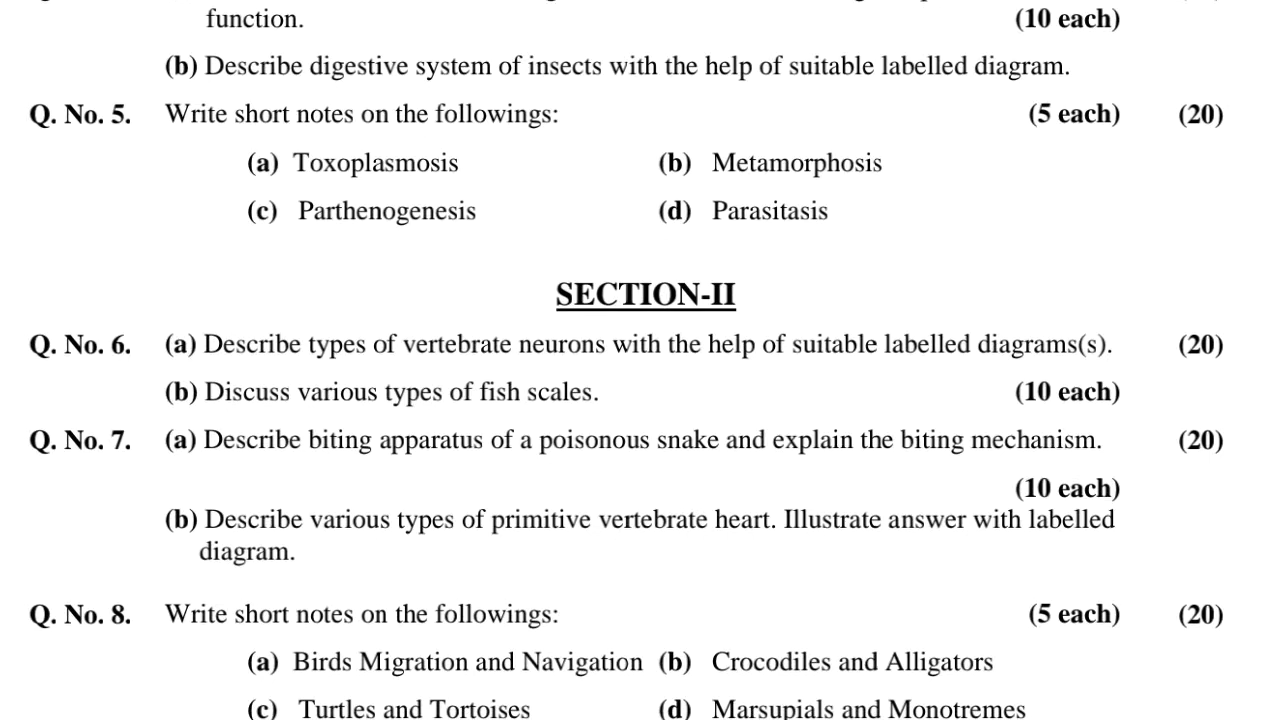 function. (10 each)
(b) Describe digestive system of insects with the help of suitable labelled diagram.
Q. No. 5. Write short notes on the followings: (5 each) (20)
(a) Toxoplasmosis (b) Metamorphosis
(c) Parthenogenesis (d) Parasitasis
SECTION-II
Q. No. 6. (a) Describe types of vertebrate neurons with the help of suitable labelled diagrams(s). (20)
(b) Discuss various types of fish scales. (10 each)
Q. No. 7. (a) Describe biting apparatus of a poisonous snake and explain the biting mechanism. (20)
(10 each)
(b) Describe various types of primitive vertebrate heart. Illustrate answer with labelled
diagram.
Q. No. 8. Write short notes on the followings: (5 each) (20)
(a) Birds Migration and Navigation (b) Crocodiles and Alligators
(c) Turtles and Tortoises (d) Marsupials and Monotremes